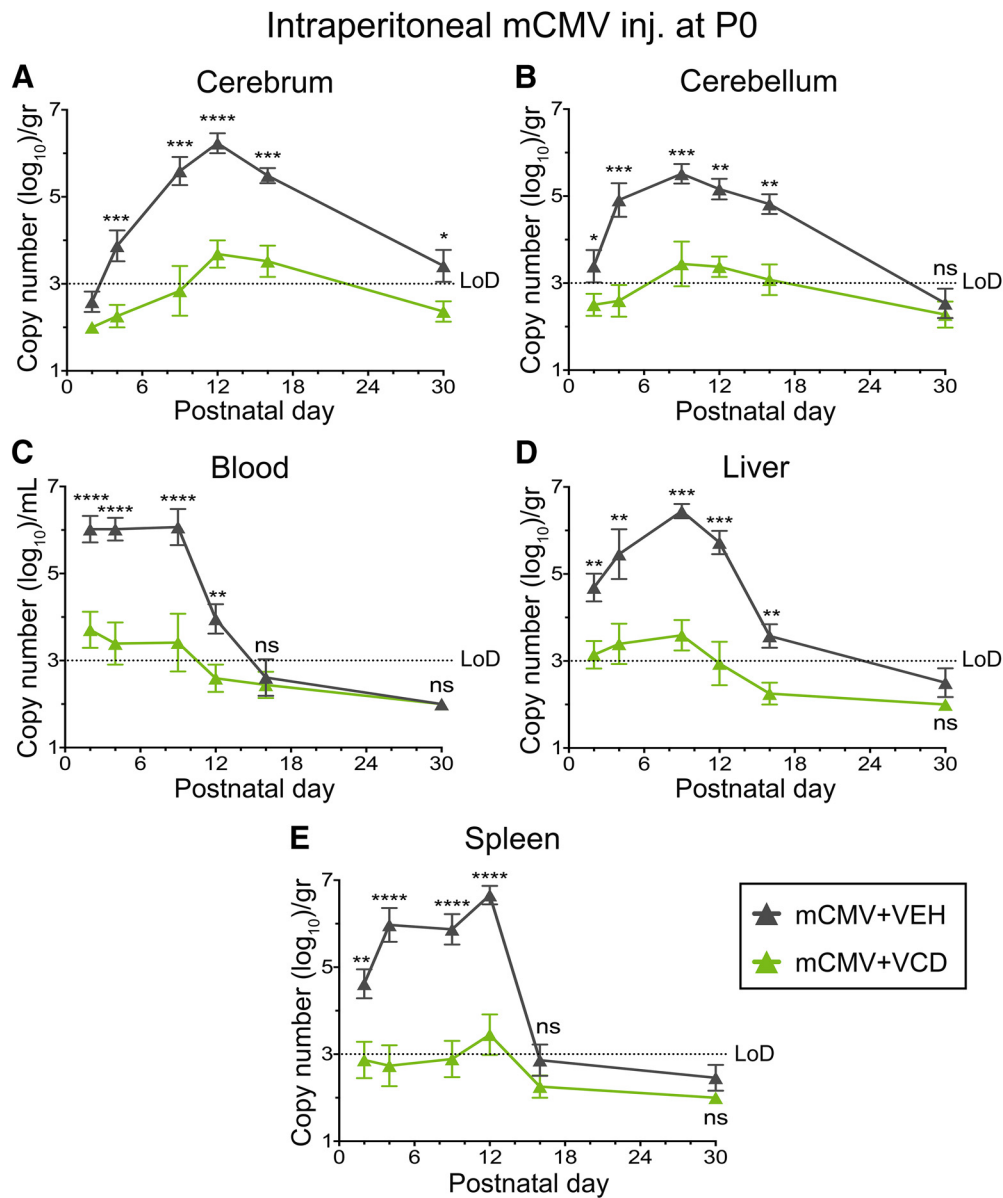 Intraperitoneal mCMV inj. at P0
A Cerebrum
Copy number (log10)/gr
7
5
3
1
*** *** **** *** *
LoD
0 6 12 18 24 30
Postnatal day
B Cerebellum
Copy number (log10)/gr
7
5
3
1
* *** *** ** ** ns
LoD
0 6 12 18 24 30
Postnatal day
C Blood
Copy number (log10)/mL
7
5
3
1
**** **** **** ** ns ns
LoD
0 6 12 18 24 30
Postnatal day
D Liver
Copy number (log10)/gr
7
5
3
1
** ** *** *** ** ns
LoD
0 6 12 18 24 30
Postnatal day
E Spleen
Copy number (log10)/gr
7
5
3
1
** **** **** **** ns ns
LoD
0 6 12 18 24 30
Postnatal day
mCMV+VEH
mCMV+VCD